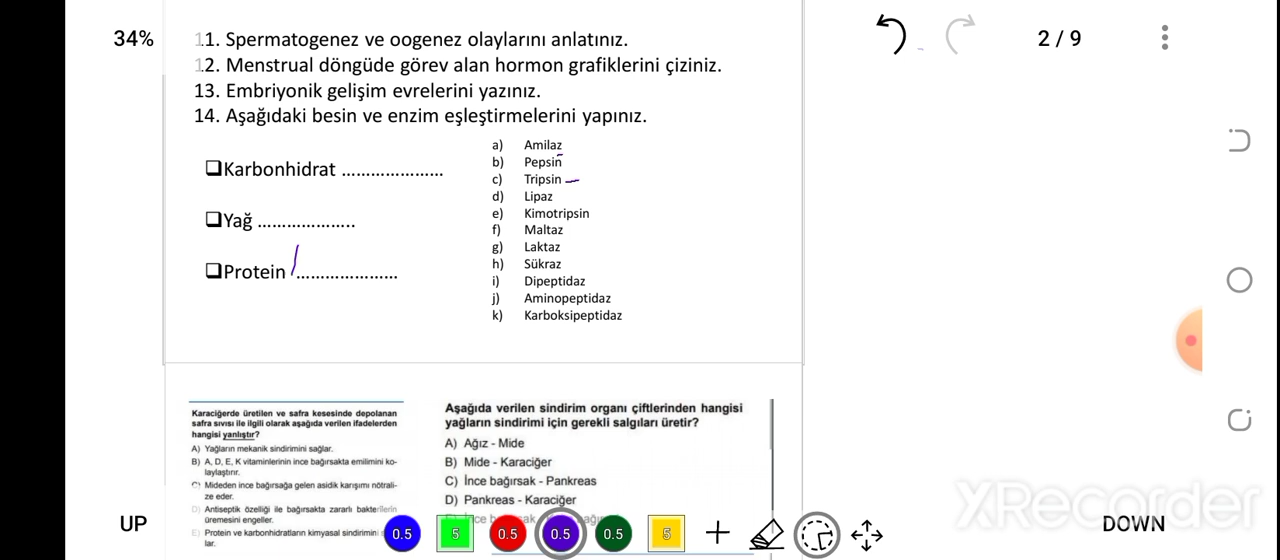 34%
11. Spermatogenez ve oogenez olaylarını anlatınız.
2 / 9
12. Menstrual döngüde görev alan hormon grafiklerini çiziniz.
13. Embriyonik gelişim evrelerini yazınız.
14. Aşağıdaki besin ve enzim eşleştirmelerini yapınız.
Karbonhidrat .....................
Yağ ....................
Protein .....................
a) Amilaz
b) Pepsin
c) Tripsin
d) Lipaz
e) Kimotripsin
f) Maltaz
g) Laktaz
h) Sükraz
i) Dipeptidaz
j) Aminopeptidaz
k) Karboksipeptidaz
Karaciğerde üretilen ve safra kesesinde depolanan
safra sıvısı ile ilgili olarak aşağıda verilen ifadelerden
hangisi yanlıştır?
A) Yağların mekanik sindirimini sağlar.
B) A, D, E, K vitaminlerinin ince bağırsakta emilimini ko-
laylaştırır.
C) Mideden ince bağırsağa gelen asidik karışımı nötrali-
ze eder.
D) Antiseptik özelliği ile bağırsakta zararlı bakterilerin
üremesini engeller.
E) Protein ve karbonhidratların kimyasal sindirimini
lar.
Aşağıda verilen sindirim organı çiftlerinden hangisi
yağların sindirimi için gerekli salgıları üretir?
A) Ağız - Mide
B) Mide - Karaciğer
C) İnce bağırsak - Pankreas
D) Pankreas - Karaciğer
UP
0.5
5
0.5
0.5
0.5
5
DOWN
XRecorder